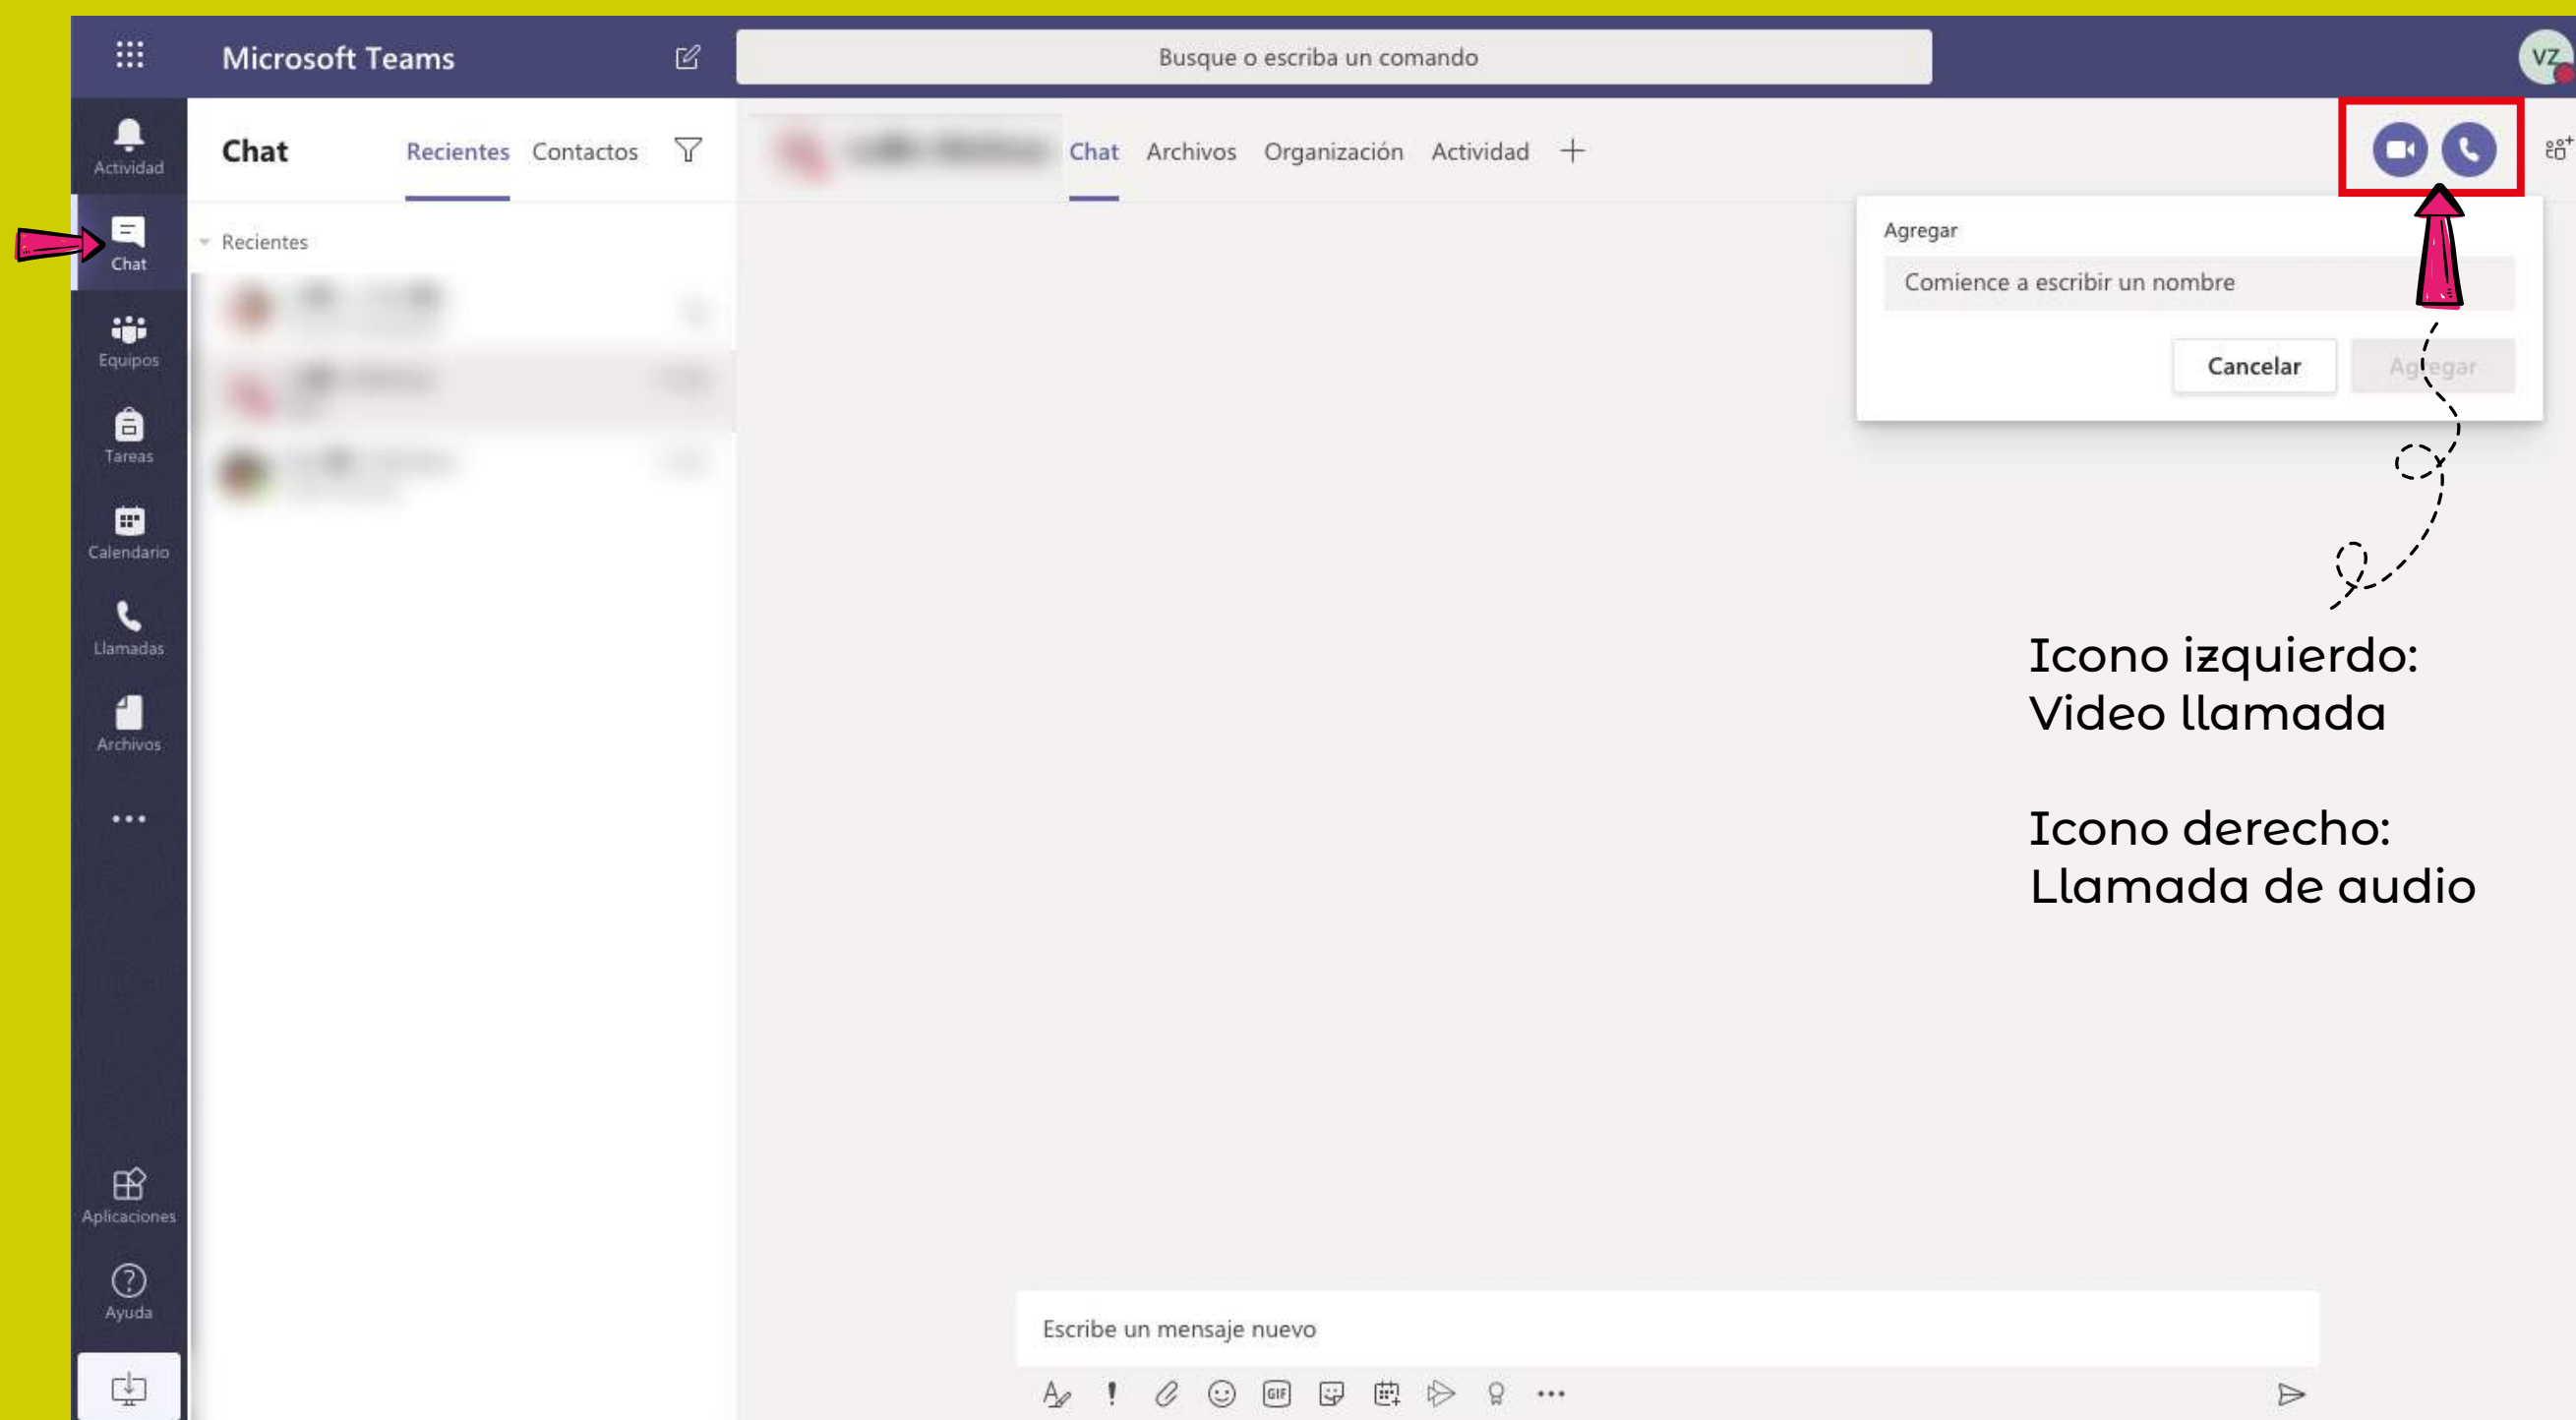 Microsoft Teams
Busque o escriba un comando
VZ
Actividad
Chat
Equipos
Tareas
Calendario
Llamadas
Archivos
Aplicaciones
Ayuda
Chat Recientes Contactos
Recientes
Chat Archivos Organización Actividad
Agregar
Comience a escribir un nombre
Cancelar Agregar
Icono izquierdo:
Video llamada
Icono derecho:
Llamada de audio
Escribe un mensaje nuevo
GIF